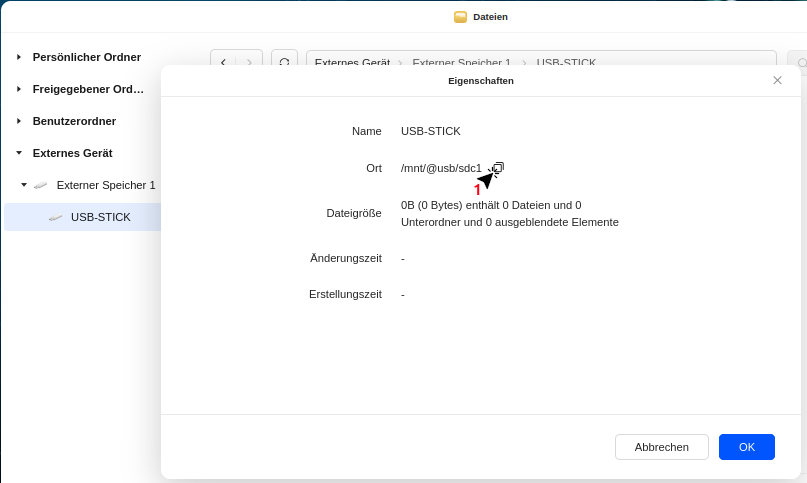 Dateien
Persönlicher Ordner
Freigegebener Ord…
Benutzerordner
Externes Gerät
Externer Speicher 1
USB-STICK
Externes Gerät > Externer Speicher 1 > USB-STICK
Eigenschaften
Name USB-STICK
Ort /mnt/@usb/sdc1
1
Dateigröße 0B (0 Bytes) enthält 0 Dateien und 0
Unterordner und 0 ausgeblendete Elemente
Änderungszeit -
Erstellungszeit -
Abbrechen OK